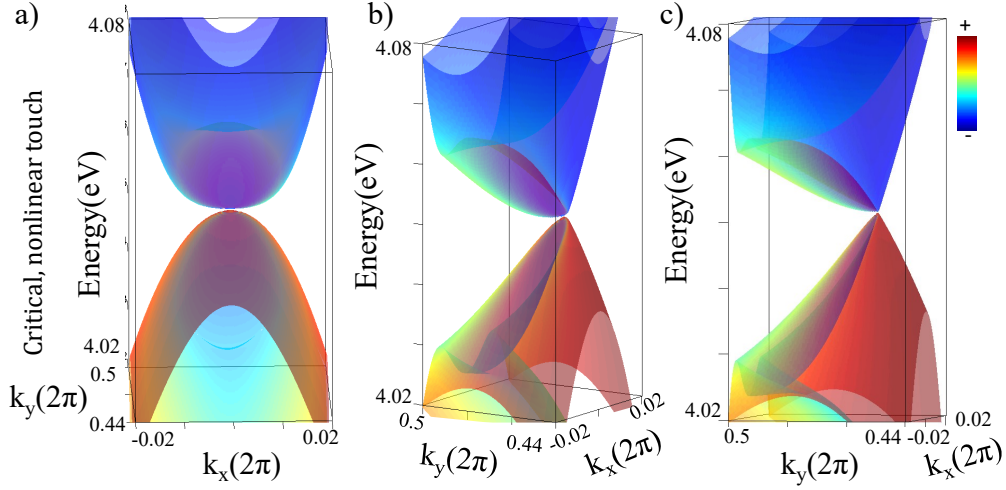 a)
Critical, nonlinear touch
Energy(eV)
4.08
4.02
0.5
k_y(2π)
0.44
-0.02
0.02
k_x(2π)
b)
4.08
Energy(eV)
4.02
0.5
k_y(2π)
0.44
-0.02
0.02
k_x(2π)
c)
4.08
Energy(eV)
4.02
0.5
k_y(2π)
0.44
-0.02
0.02
k_x(2π)
+
-